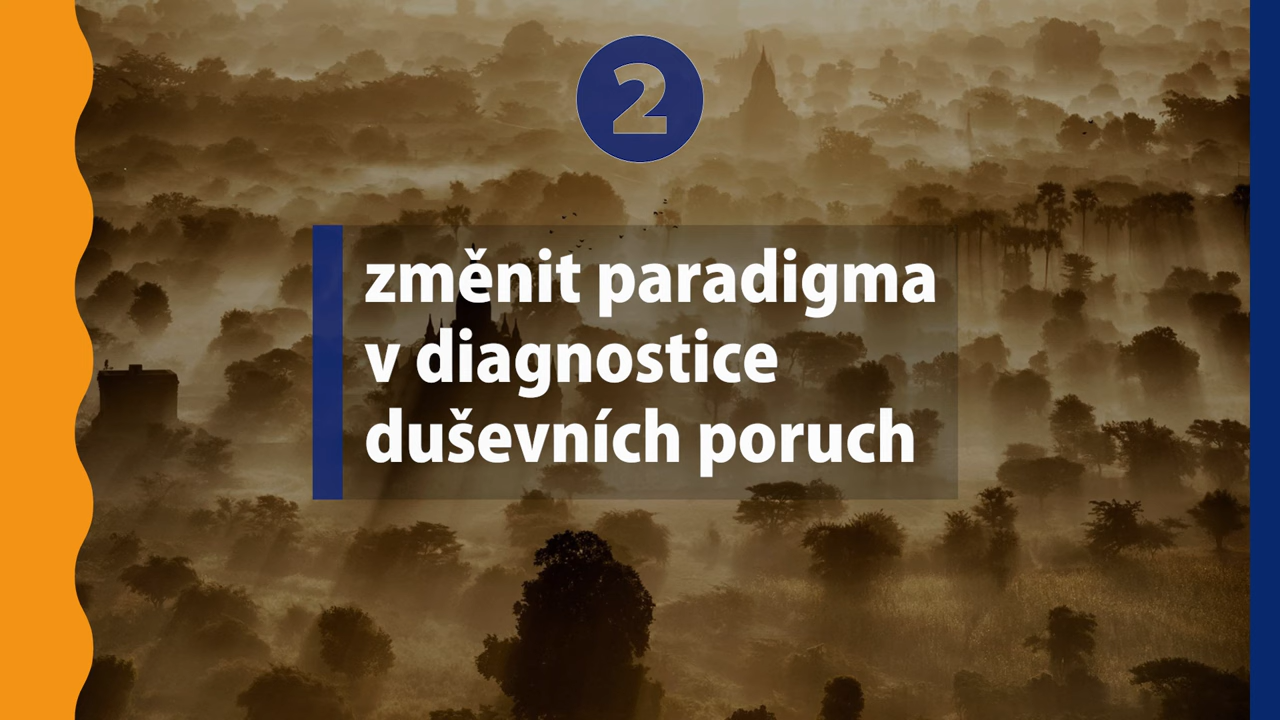 2
změnit paradigma
v diagnostice
duševních poruch